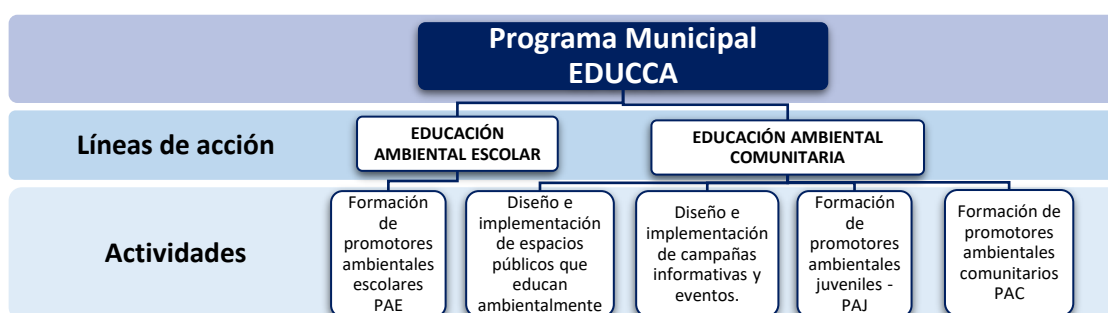 Programa Municipal
EDUCCA
Líneas de acción
EDUCACIÓN
AMBIENTAL ESCOLAR
EDUCACIÓN AMBIENTAL
COMUNITARIA
Actividades
Formación
de
promotores
ambientales
escolares
PAE
Diseño e
implementación
de espacios
públicos que
educan
ambientalmente
Diseño e
implementación
de campañas
informativas y
eventos.
Formación
de
promotores
ambientales
juveniles -
PAJ
Formación de
promotores
ambientales
comunitarios
PAC